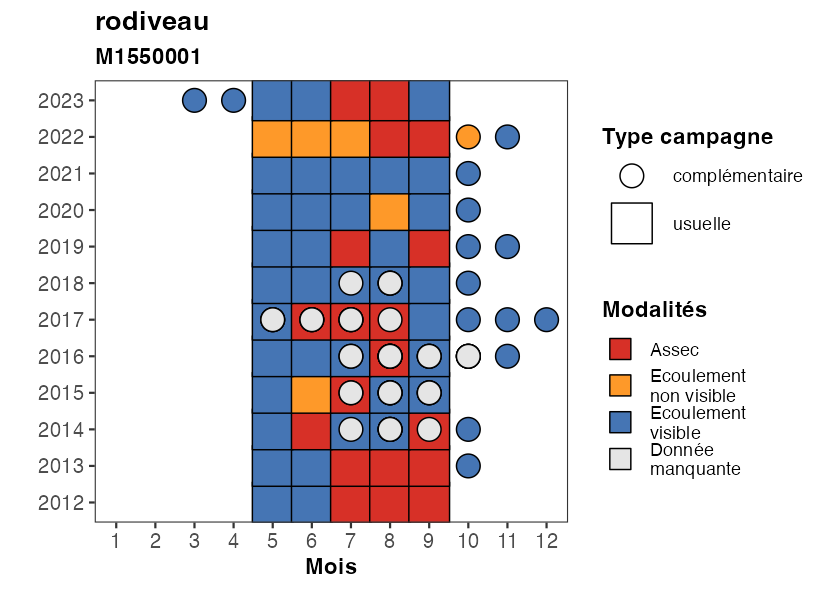 rodiveau
M1550001
2023
2022
2021
2020
2019
2018
2017
2016
2015
2014
2013
2012
1 2 3 4 5 6 7 8 9 10 11 12
Mois
Type campagne
complémentaire
usuelle
Modalités
Assec
Ecoulement
non visible
Ecoulement
visible
Donnée
manquante